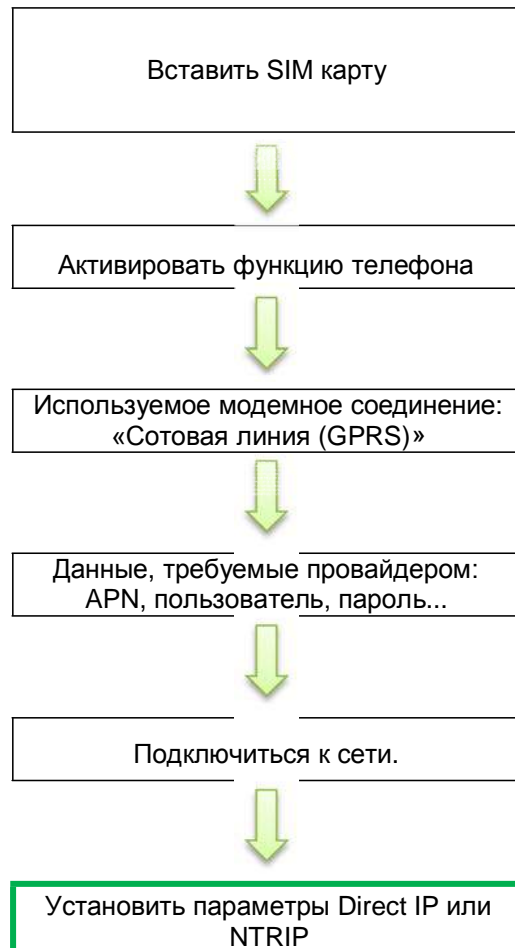 Вставить SIM карту
Активировать функцию телефона
Используемое модемное соединение:
«Сотовая линия (GPRS)»
Данные, требуемые провайдером:
APN, пользователь, пароль...
Подключиться к сети.
Установить параметры Direct IP или
NTRIP